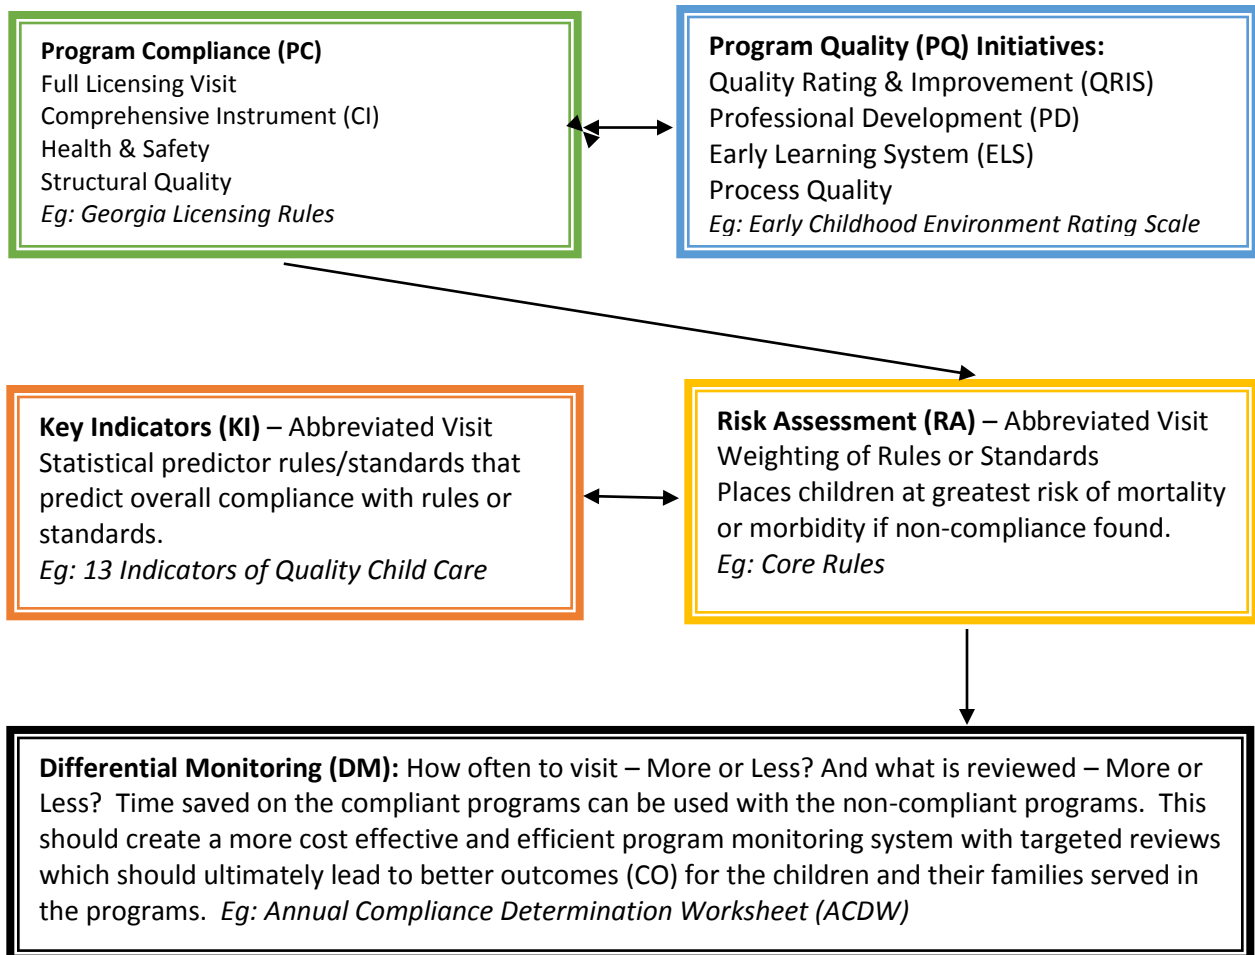 Program Compliance (PC)
Full Licensing Visit
Comprehensive Instrument (CI)
Health & Safety
Structural Quality
Eg: Georgia Licensing Rules
Program Quality (PQ) Initiatives:
Quality Rating & Improvement (QRIS)
Professional Development (PD)
Early Learning System (ELS)
Process Quality
Eg: Early Childhood Environment Rating Scale
Key Indicators (KI) – Abbreviated Visit
Statistical predictor rules/standards that
predict overall compliance with rules or
standards.
Eg: 13 Indicators of Quality Child Care
Risk Assessment (RA) – Abbreviated Visit
Weighting of Rules or Standards
Places children at greatest risk of mortality
or morbidity if non-compliance found.
Eg: Core Rules
Differential Monitoring (DM): How often to visit – More or Less? And what is reviewed – More or
Less? Time saved on the compliant programs can be used with the non-compliant programs. This
should create a more cost effective and efficient program monitoring system with targeted reviews
which should ultimately lead to better outcomes (CO) for the children and their families served in
the programs. Eg: Annual Compliance Determination Worksheet (ACDW)